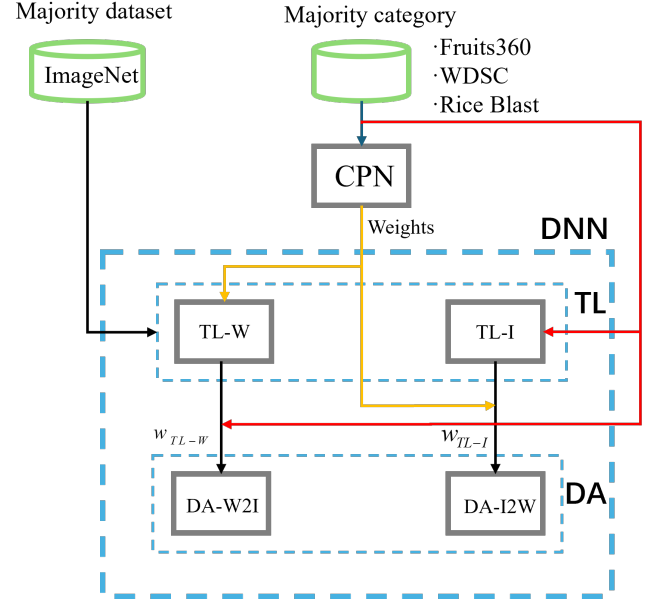 Majority dataset
Majority category
ImageNet
·Fruits360
·WDSC
·Rice Blast
CPN
Weights
DNN
TL
TL-W
TL-I
w_{TL-W}
w_{TL-I}
DA
DA-W2I
DA-I2W